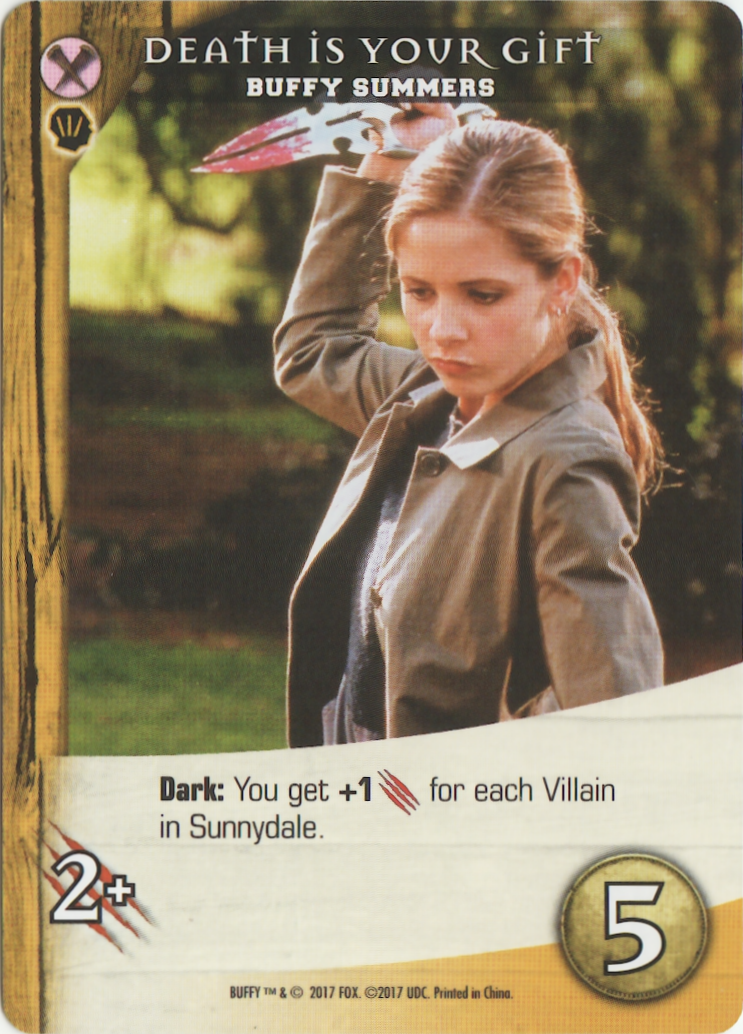 DEATH IS YOUR GIFT
BUFFY SUMMERS
Dark: You get +1 for each Villain
in Sunnydale.
2+
5
BUFFY ™ & © 2017 FOX. ©2017 UDC. Printed in China.